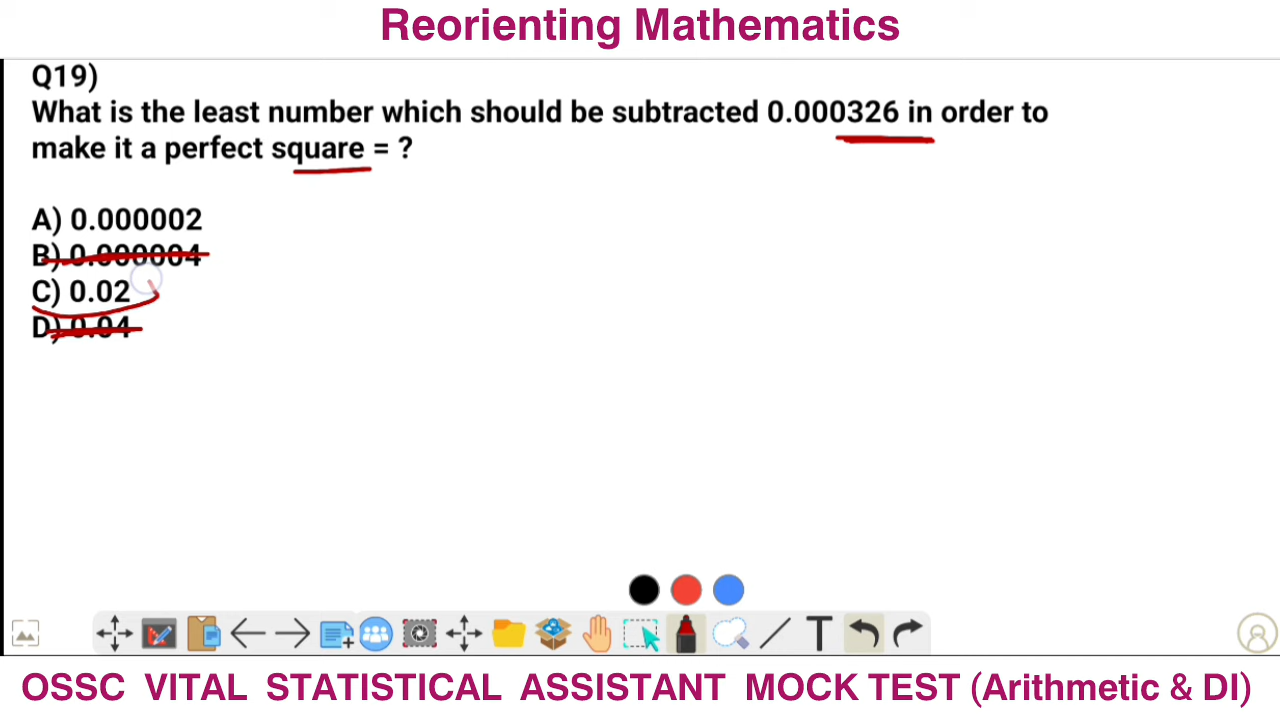 Reorienting Mathematics
Q19)
What is the least number which should be subtracted 0.000326 in order to
make it a perfect square = ?
A) 0.000002
B) 0.000004
C) 0.02
D) 0.04
T
OSSC VITAL STATISTICAL ASSISTANT MOCK TEST (Arithmetic & DI)